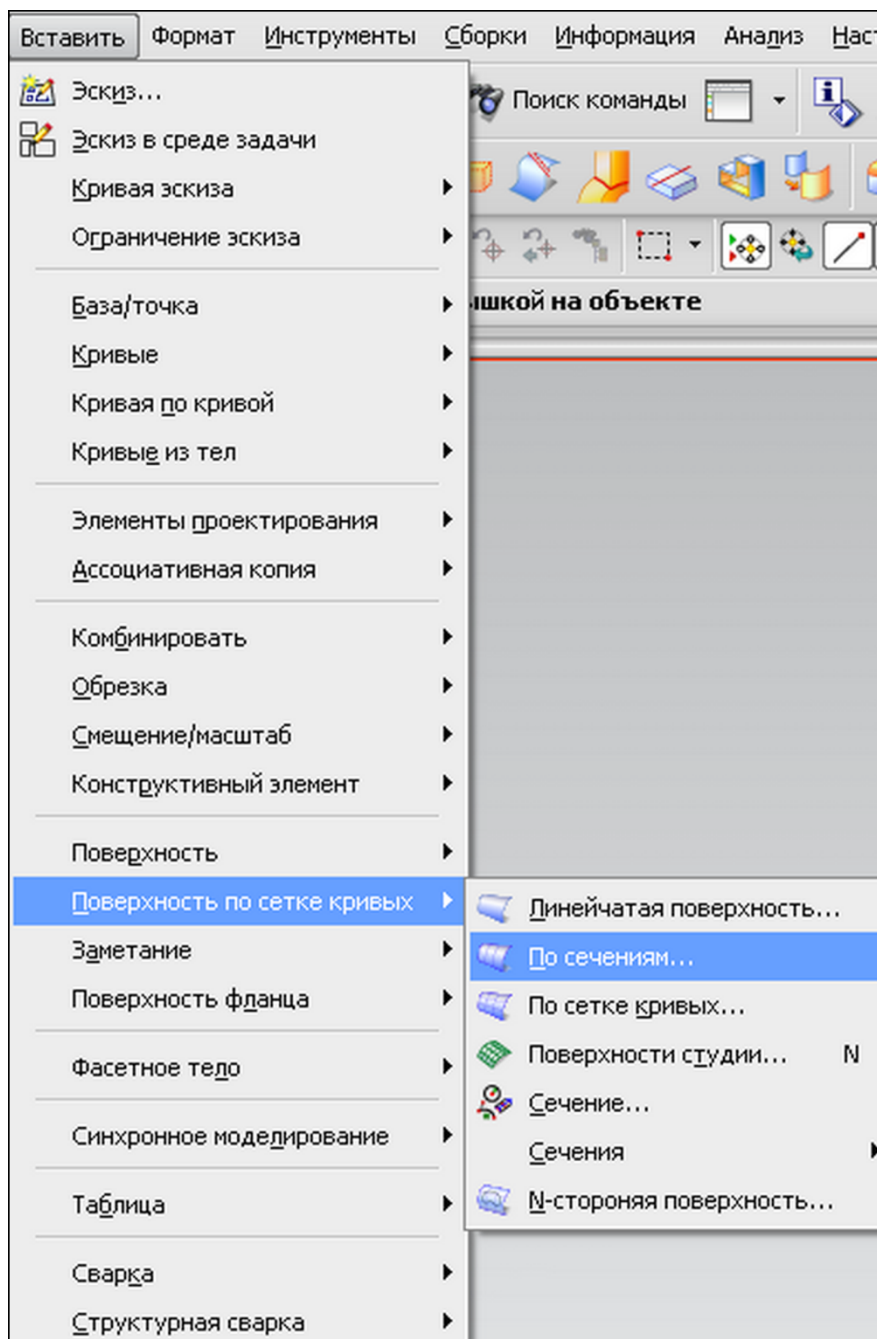 Вставить Формат Инструменты Сборки Информация Анализ Наст
Эскиз...
Поиск команды
Эскиз в среде задачи
Кривая эскиза
Ограничение эскиза
База/точка
ышкой на объекте
Кривые
Кривая по кривой
Кривые из тел
Элементы проектирования
Ассоциативная копия
Комбинировать
Обрезка
Смещение/масштаб
Конструктивный элемент
Поверхность
Поверхность по сетке кривых
Линейчатая поверхность...
Заметание
По сечениям...
Поверхность фланца
По сетке кривых...
Фасетное тело
Поверхности студии... N
Сечение...
Синхронное моделирование
Сечения
Таблица
N-стороняя поверхность...
Сварка
Структурная сварка